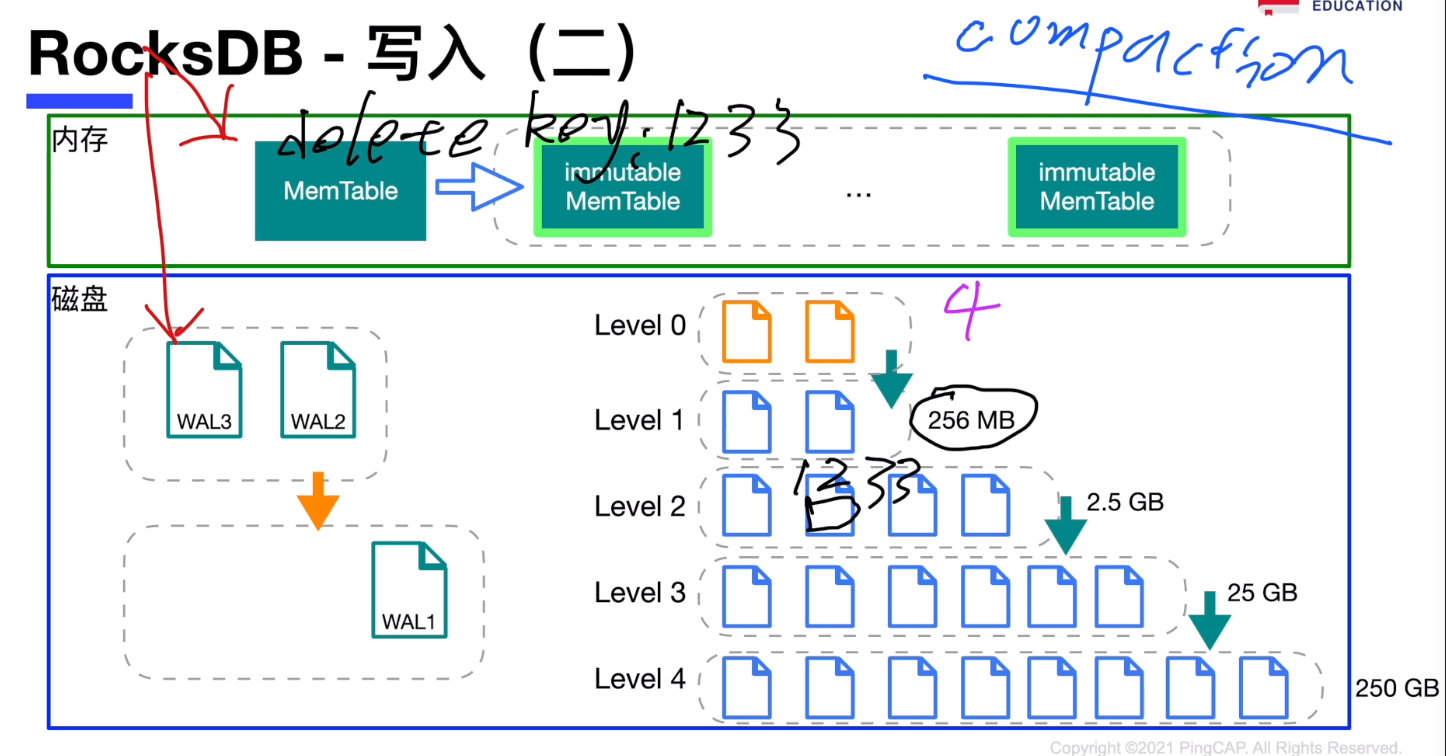 EDUCATION
RocksDB - 写入（二）
compaction
内存
delete key: 1233
MemTable
immutable
MemTable
...
immutable
MemTable
磁盘
WAL3
WAL2
WAL1
Level 0
4
Level 1
256 MB
1233
Level 2
2.5 GB
Level 3
25 GB
Level 4
250 GB
Copyright ©2021 PingCAP. All Rights Reserved.